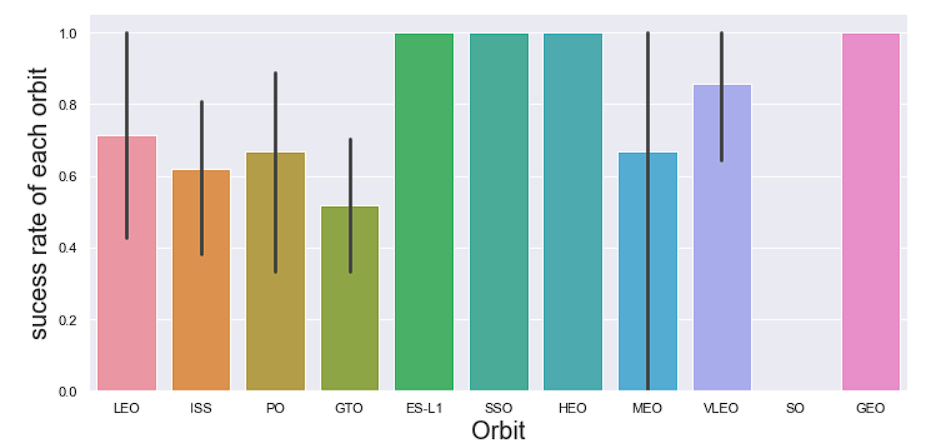 sucess rate of each orbit
1.0
0.8
0.6
0.4
0.2
0.0
LEO ISS PO GTO ES-L1 SSO HEO MEO VLEO SO GEO
Orbit